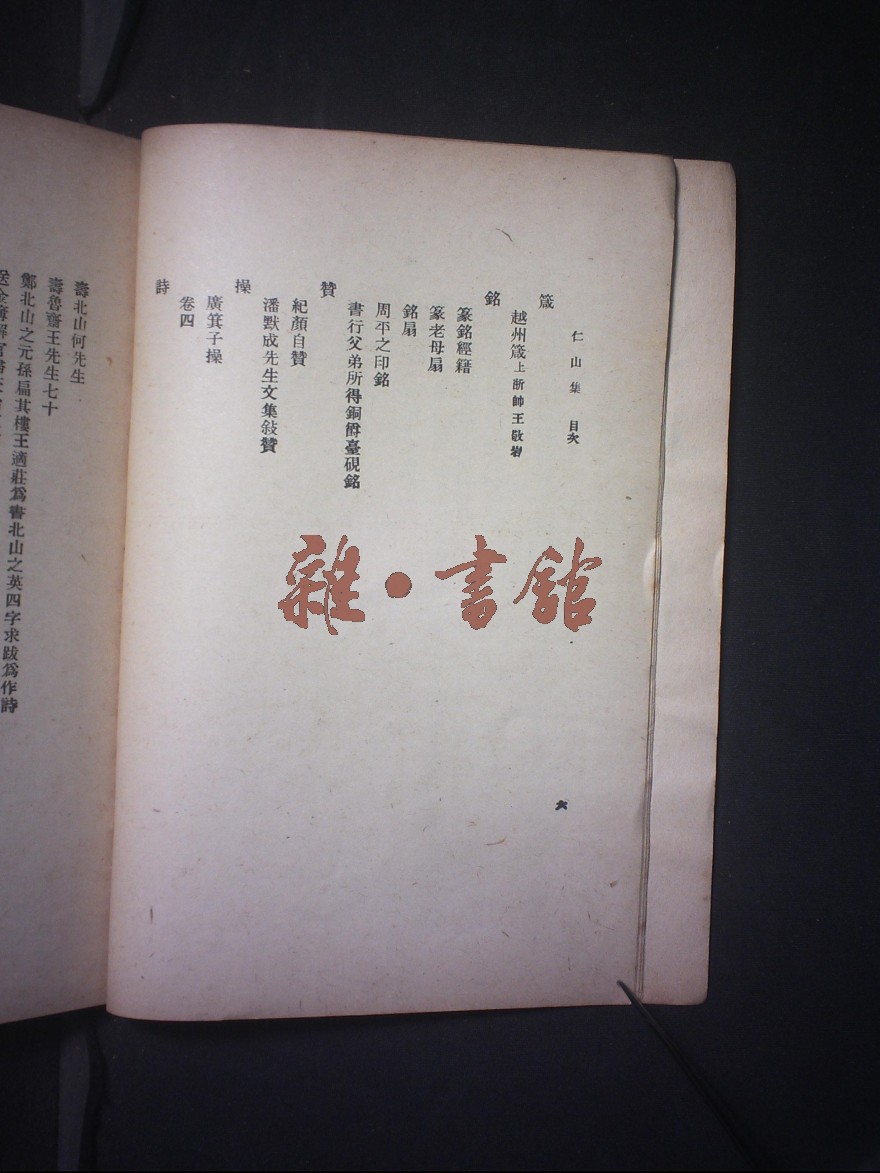 仁山集 目次
箴
越州箴上浙帥王敬岩
銘
篆銘經籍
篆老母扇
銘扇
周平之印銘
書行父弟所得銅爵臺硯銘
贊
紀顏自贊
潘默成先生文集敍贊
操
廣箕子操
卷四
詩
六
壽北山何先生
壽魯齋王先生七十
鄭北山之元孫扁其樓王適莊爲書北山之英四字求跋爲作詩
雜·書館